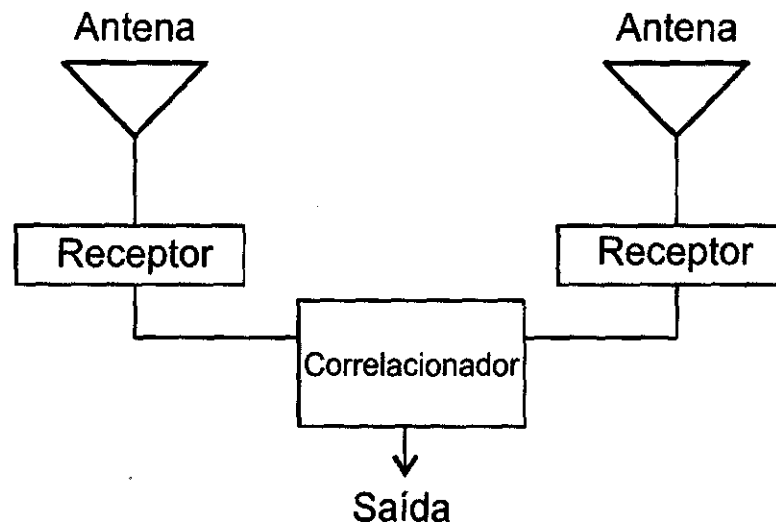 Antena
Antena
Receptor
Receptor
Correlacionador
Saída